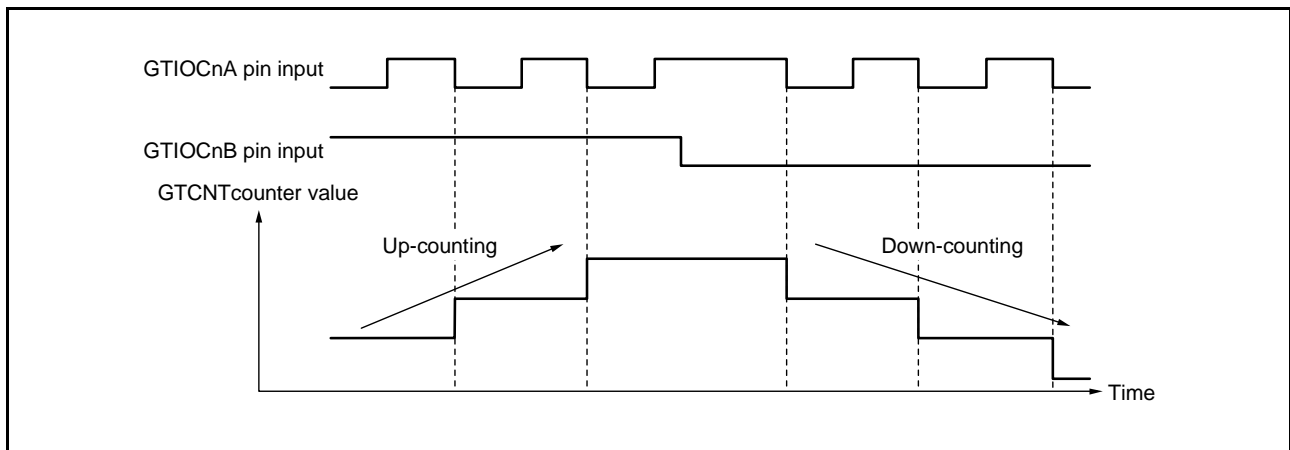 GTIOCnA pin input
GTIOCnB pin input
GTCNTcounter value
Up-counting
Down-counting
Time